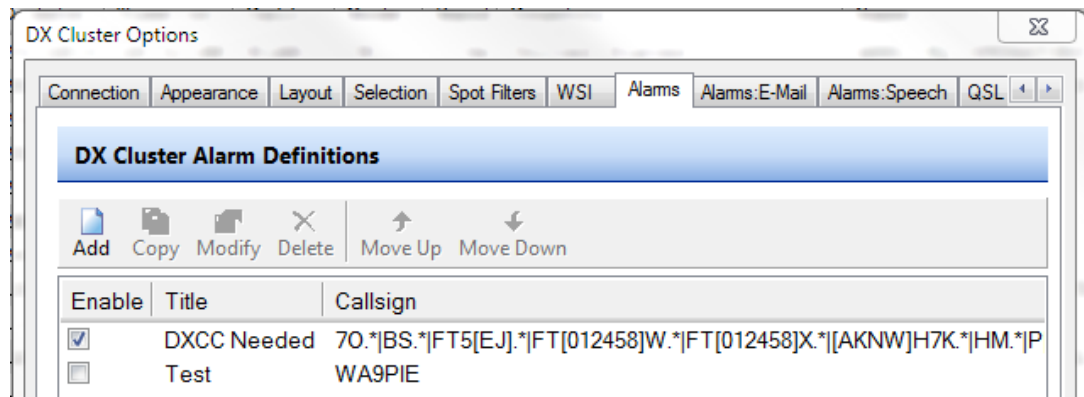 DX Cluster Options
Connection Appearance Layout Selection Spot Filters WSI Alarms Alarms:E-Mail Alarms:Speech QSL
DX Cluster Alarm Definitions
Add Copy Modify Delete Move Up Move Down
Enable Title Callsign
DXCC Needed 7O.*|BS.*|FT5[EJ].*|FT[012458]W.*|FT[012458]X.*|[AKNW]H7K.*|HM.*|P
Test WA9PIE